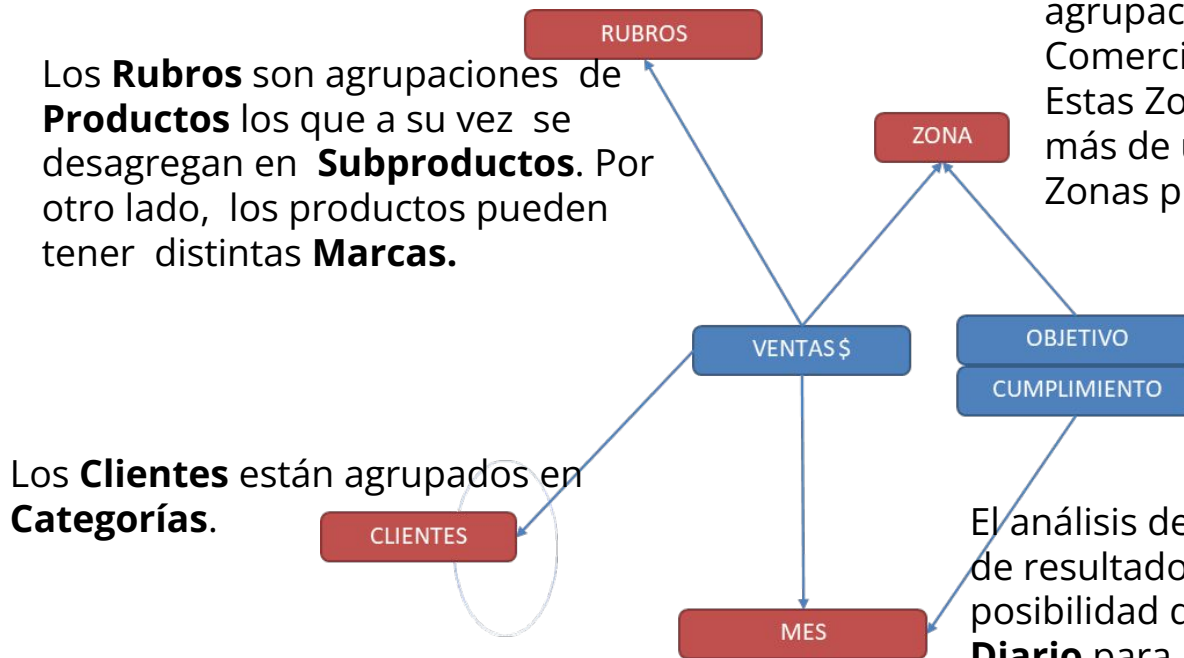 RUBROS
Los Rubros son agrupaciones de
Productos los que a su vez se
desagregan en Subproductos. Por
otro lado, los productos pueden
tener distintas Marcas.
Estas Zo
más de
Zonas p
ZONA
VENTAS $
OBJETIVO
CUMPLIMIENTO
Los Clientes están agrupados en
Categorías.
CLIENTES
El análisis de
de resultado
posibilidad
Diario para
MES